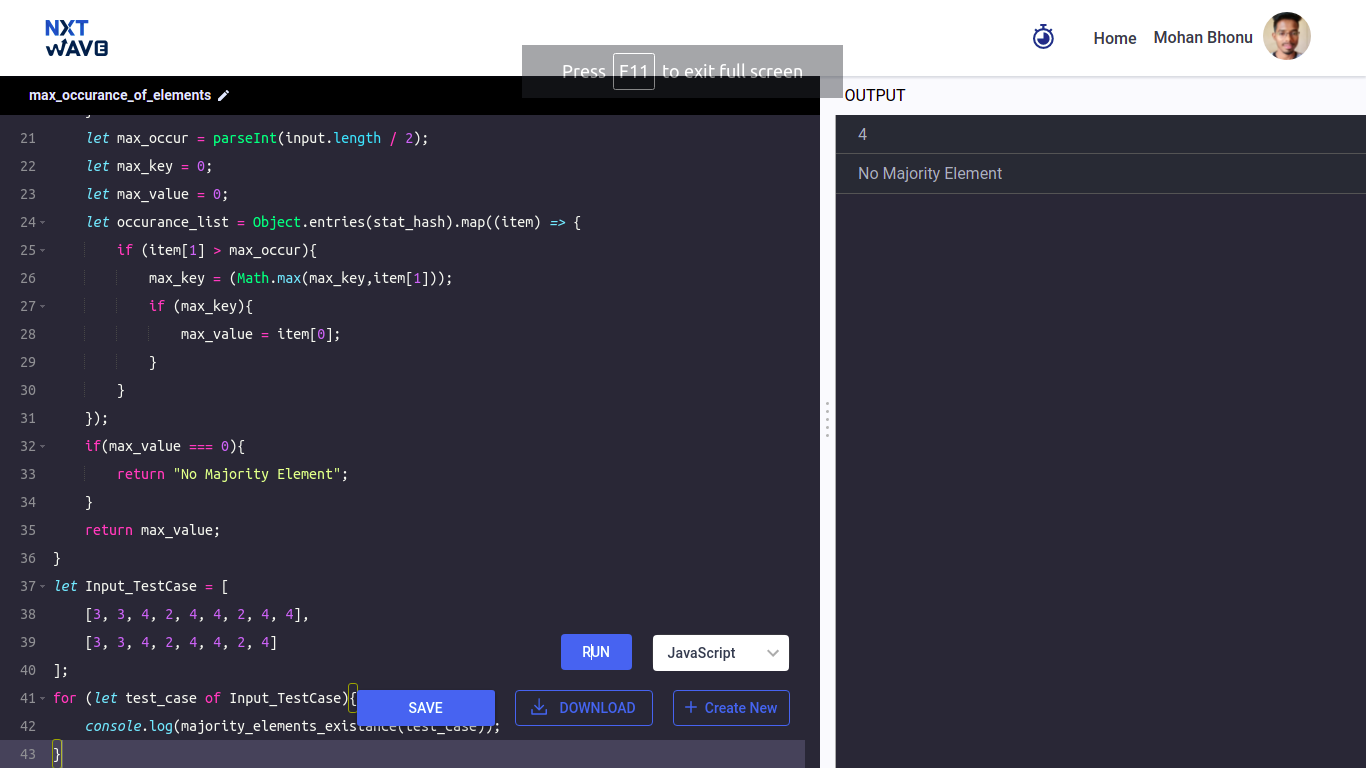 NXT
WAVE
Home
Mohan Bhonu
Press F11 to exit full screen
max_occurance_of_elements
OUTPUT
21 let max_occur = parseInt(input.length / 2);
22 let max_key = 0;
23 let max_value = 0;
24 let occurance_list = Object.entries(stat_hash).map((item) => {
25 if (item[1] > max_occur){
26 max_key = (Math.max(max_key,item[1]));
27 if (max_key){
28 max_value = item[0];
29 }
30 }
31 });
32 if(max_value === 0){
33 return "No Majority Element";
34 }
35 return max_value;
36 }
37 let Input_TestCase = [
38 [3, 3, 4, 2, 4, 4, 2, 4, 4],
39 [3, 3, 4, 2, 4, 4, 2, 4]
40 ];
41 for (let test_case of Input_TestCase){
42 console.log(majority_elements_existance(test_case));
43 }
RUN
JavaScript
SAVE
DOWNLOAD
+ Create New
4
No Majority Element